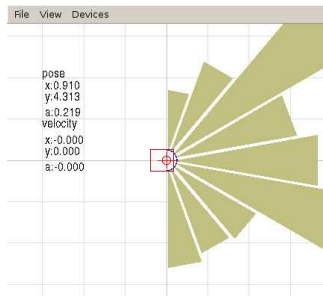 File View Devices
pose
x:0.910
y:4.313
a:0.219
velocity
x:-0.000
y:0.000
a:-0.000